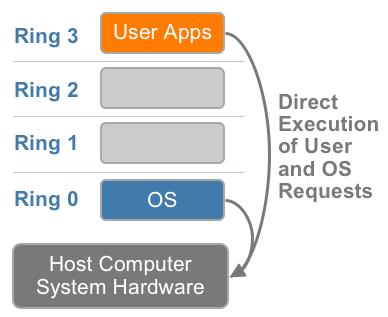 Ring 3
User Apps
Ring 2
Ring 1
Ring 0
OS
Direct
Execution
of User
and OS
Requests
Host Computer
System Hardware